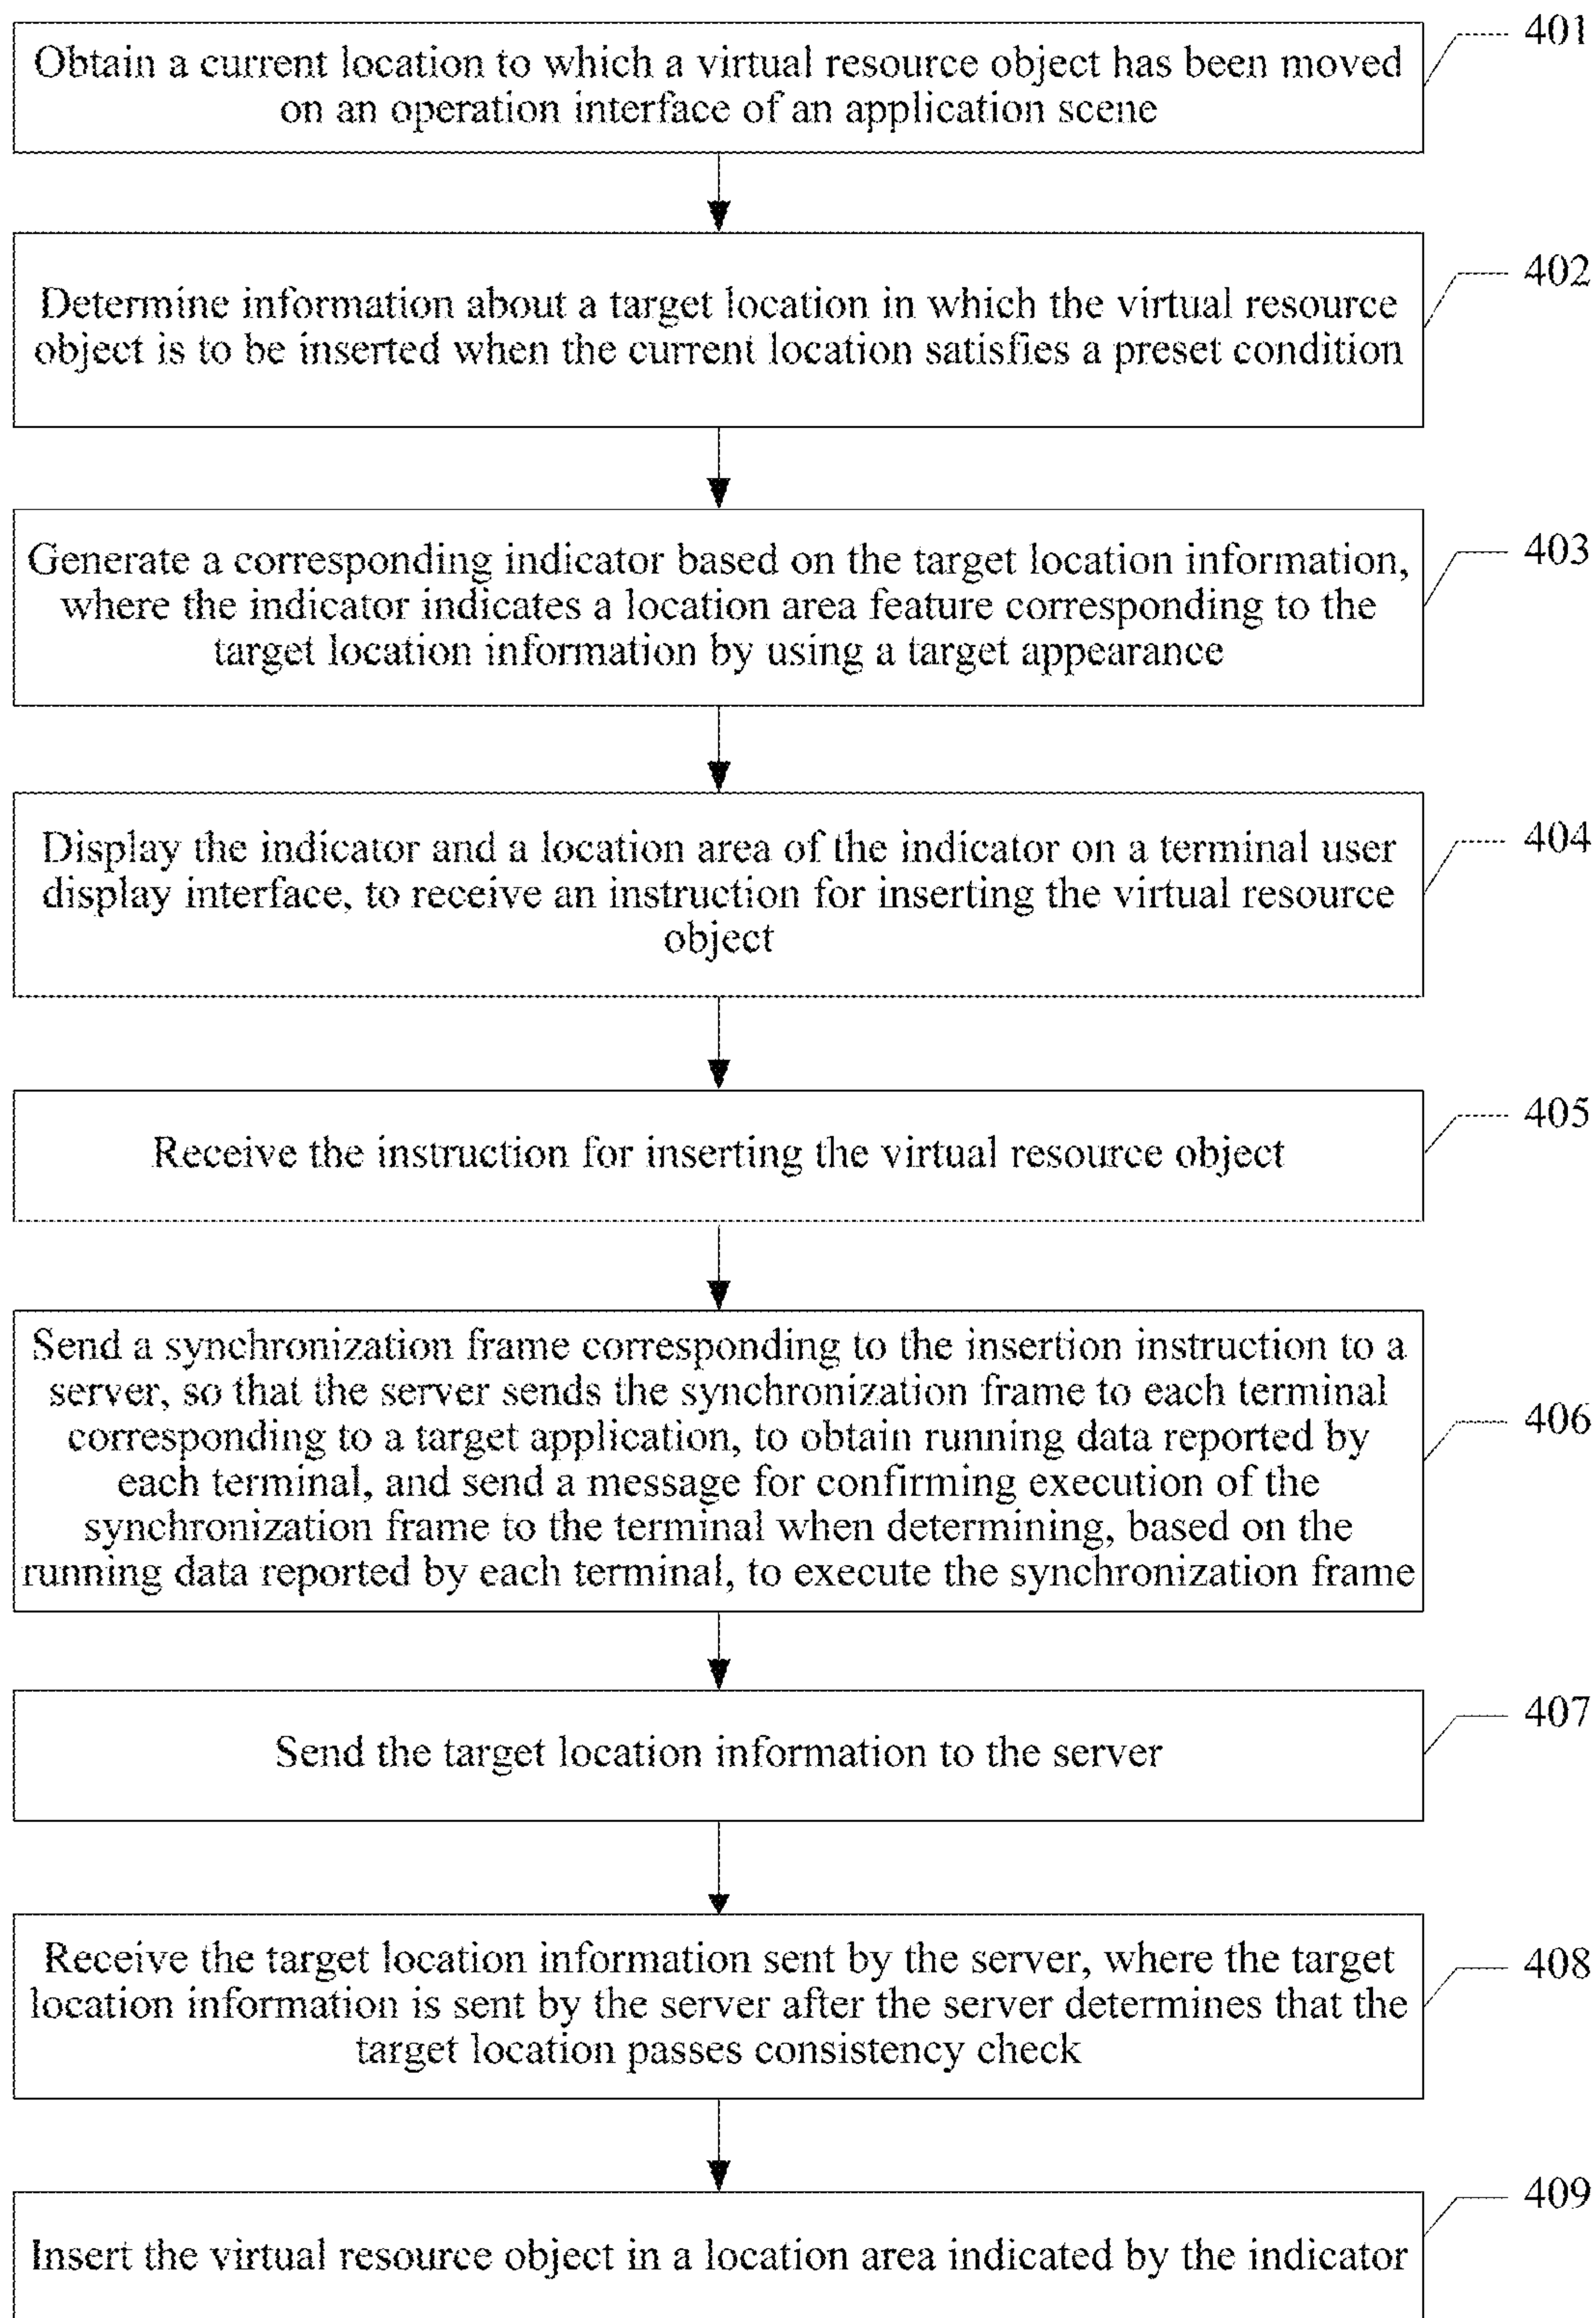 401
Obtain a current location to which a virtual resource object has been moved
on an operation interface of an application scene
402
Determine information about a target location in which the virtual resource
object is to be inserted when the current location satisfies a preset condition
403
Generate a corresponding indicator based on the target location information,
where the indicator indicates a location area feature corresponding to the
target location information by using a target appearance
404
Display the indicator and a location area of the indicator on a terminal user
display interface, to receive an instruction for inserting the virtual resource
object
405
Receive the instruction for inserting the virtual resource object
406
Send a synchronization frame corresponding to the insertion instruction to a
server, so that the server sends the synchronization frame to each terminal
corresponding to a target application, to obtain running data reported by
each terminal, and send a message for confirming execution of the
synchronization frame to the terminal when determining, based on the
running data reported by each terminal, to execute the synchronization frame
407
Send the target location information to the server
408
Receive the target location information sent by the server, where the target
location information is sent by the server after the server determines that the
target location passes consistency check
409
Insert the virtual resource object in a location area indicated by the indicator